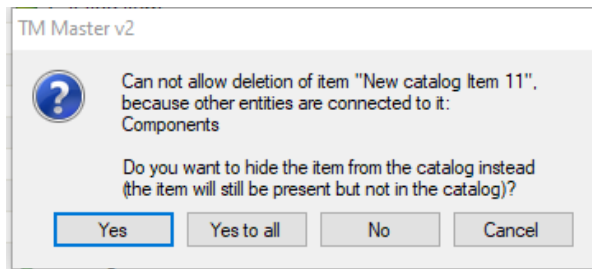 TM Master v2
Can not allow deletion of item "New catalog Item 11",
because other entities are connected to it:
Components
Do you want to hide the item from the catalog instead
(the item will still be present but not in the catalog)?
Yes
Yes to all
No
Cancel